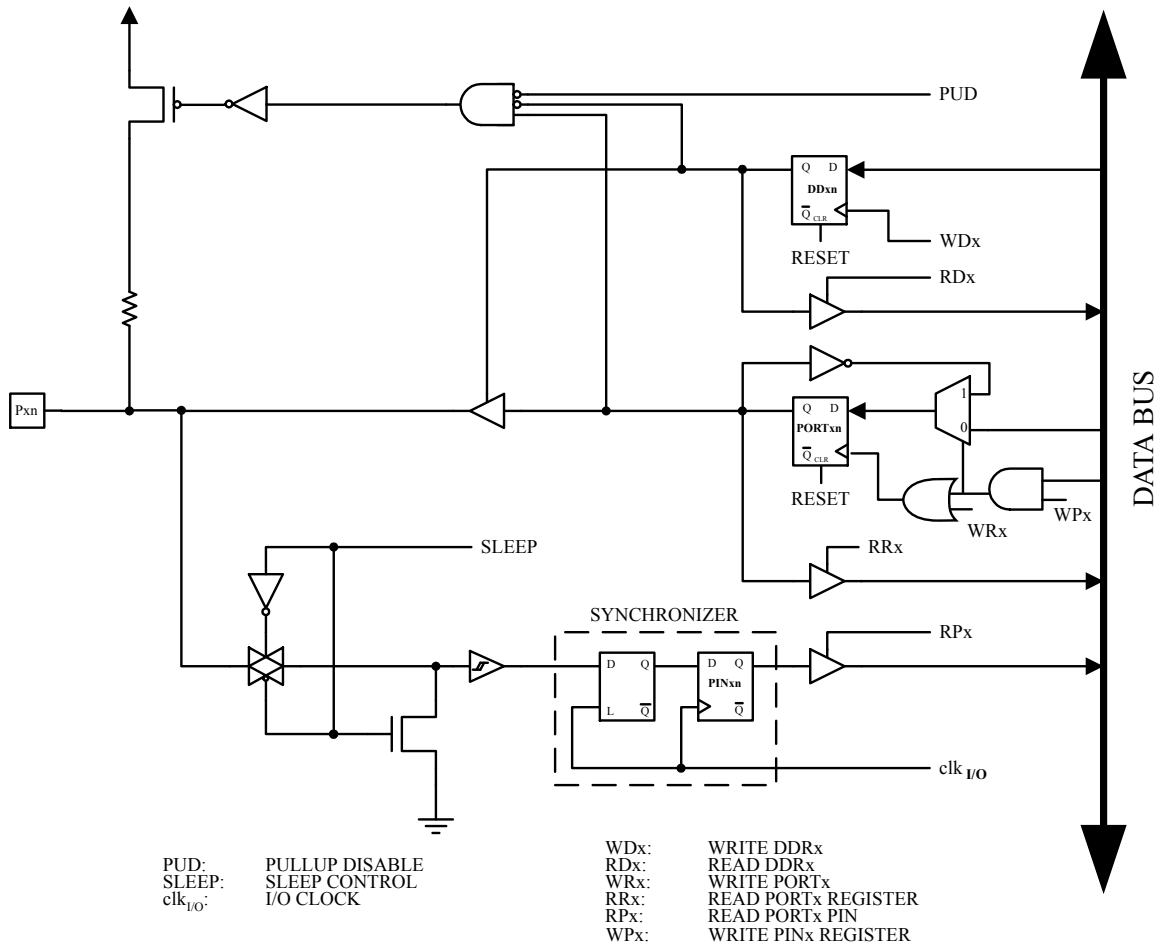 PUD
Q D
DDxn
Q CLR
WDx
RESET
RDx
Pxn
1
Q D
PORTxn
0
Q CLR
RESET
WRx
WPx
DATA BUS
SLEEP
RRx
SYNCHRONIZER
RPx
D Q
D Q
PINxn
L Q
Q
clk I/O
PUD: PULLUP DISABLE
SLEEP: SLEEP CONTROL
clkI/O: I/O CLOCK
WDx: WRITE DDRx
RDx: READ DDRx
WRx: WRITE PORTx
RRx: READ PORTx REGISTER
RPx: READ PORTx PIN
WPx: WRITE PINx REGISTER